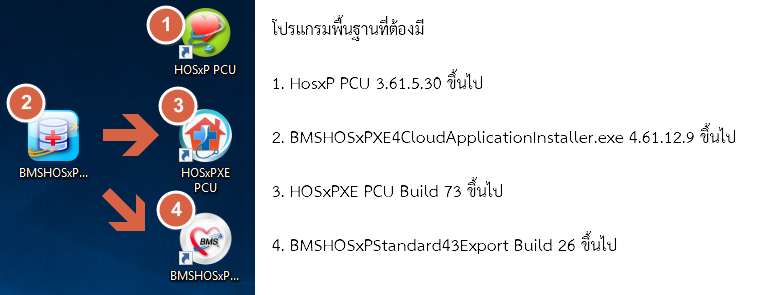 1
HOSxP PCU
2
BMSHOSxP...
3
HOSxPXE
PCU
4
BMS
BMSHOSxP...
โปรแกรมพื้นฐานที่ต้องมี
1. HosxP PCU 3.61.5.30 ขึ้นไป
2. BMSHOSxPXE4CloudApplicationInstaller.exe 4.61.12.9 ขึ้นไป
3. HOSxPXE PCU Build 73 ขึ้นไป
4. BMSHOSxPStandard43Export Build 26 ขึ้นไป